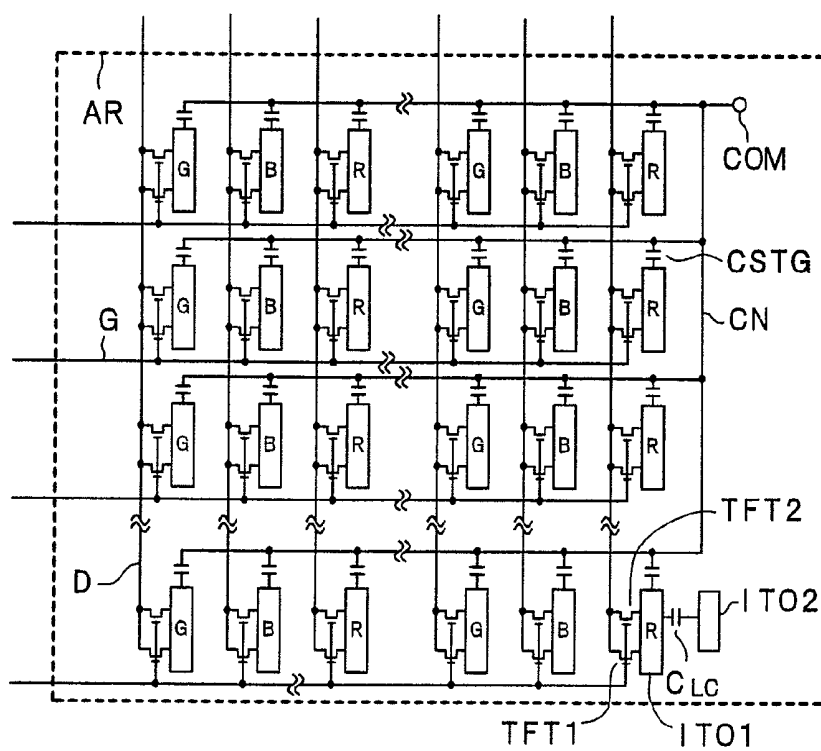 AR
COM
G B R G B R
CSTG
G B R G B R
CN
G
G B R G B R
TFT2
D
ITO2
G B R G B R
CLC
TFT1
ITO1